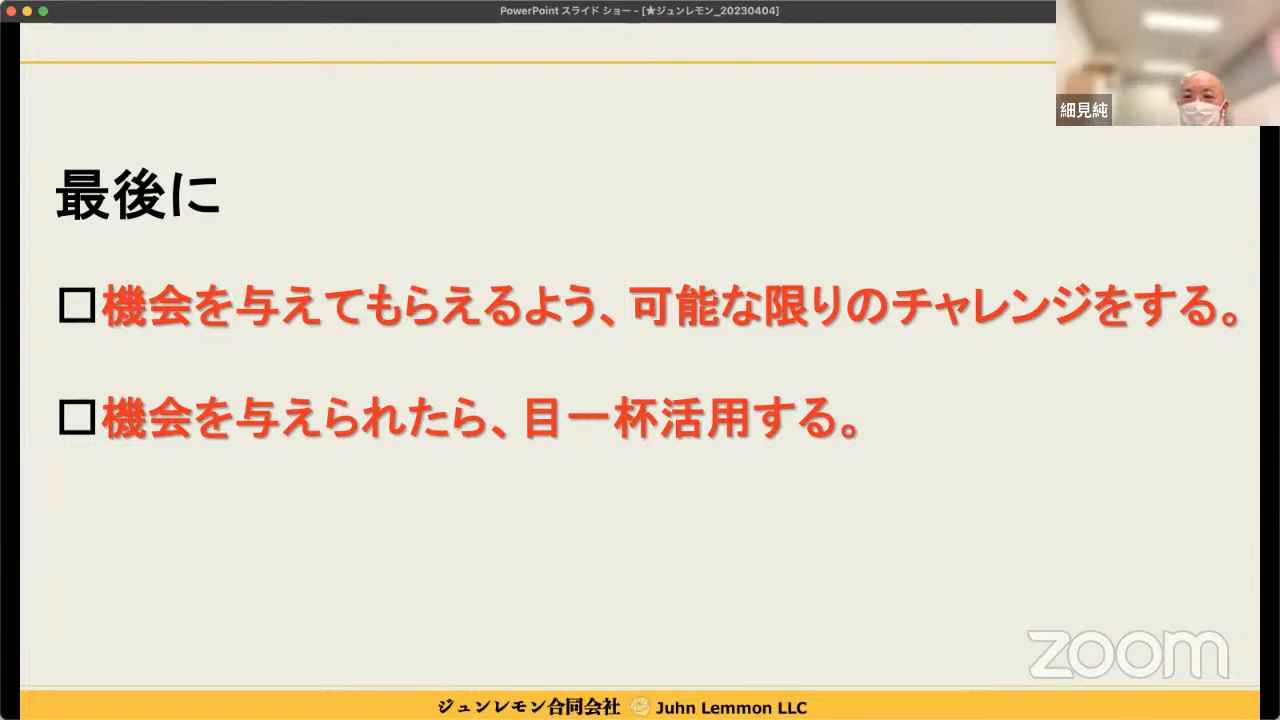 PowerPoint スライド ショー - [★ジュンレモン_20230404]
細見純
最後に
□機会を与えてもらえるよう、可能な限りのチャレンジをする。
□機会を与えられたら、目一杯活用する。
zoom
ジュンレモン合同会社 Juhn Lemmon LLC